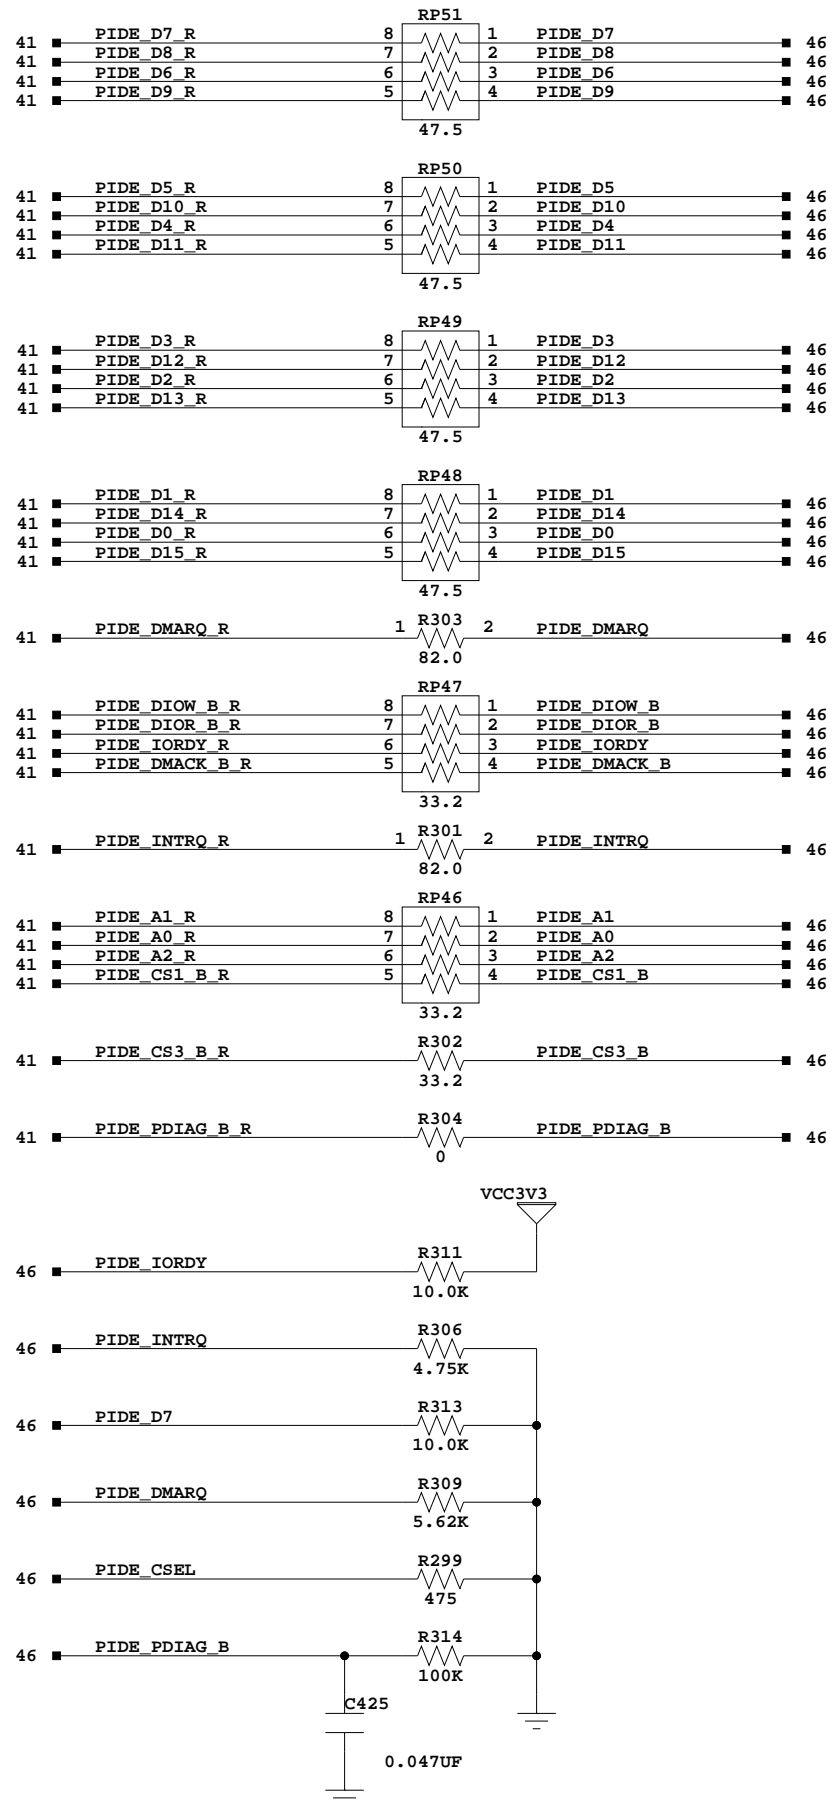 RP51
41 PIDE_D7_R 8 1 PIDE_D7 46
41 PIDE_D8_R 7 2 PIDE_D8 46
41 PIDE_D6_R 6 3 PIDE_D6 46
41 PIDE_D9_R 5 4 PIDE_D9 46
47.5
RP50
41 PIDE_D5_R 8 1 PIDE_D5 46
41 PIDE_D10_R 7 2 PIDE_D10 46
41 PIDE_D4_R 6 3 PIDE_D4 46
41 PIDE_D11_R 5 4 PIDE_D11 46
47.5
RP49
41 PIDE_D3_R 8 1 PIDE_D3 46
41 PIDE_D12_R 7 2 PIDE_D12 46
41 PIDE_D2_R 6 3 PIDE_D2 46
41 PIDE_D13_R 5 4 PIDE_D13 46
47.5
RP48
41 PIDE_D1_R 8 1 PIDE_D1 46
41 PIDE_D14_R 7 2 PIDE_D14 46
41 PIDE_D0_R 6 3 PIDE_D0 46
41 PIDE_D15_R 5 4 PIDE_D15 46
47.5
41 PIDE_DMARQ_R 1 R303 2 PIDE_DMARQ 46
82.0
RP47
41 PIDE_DIOW_B_R 8 1 PIDE_DIOW_B 46
41 PIDE_DIOR_B_R 7 2 PIDE_DIOR_B 46
41 PIDE_IORDY_R 6 3 PIDE_IORDY 46
41 PIDE_DMACK_B_R 5 4 PIDE_DMACK_B 46
33.2
41 PIDE_INTRQ_R 1 R301 2 PIDE_INTRQ 46
82.0
RP46
41 PIDE_A1_R 8 1 PIDE_A1 46
41 PIDE_A0_R 7 2 PIDE_A0 46
41 PIDE_A2_R 6 3 PIDE_A2 46
41 PIDE_CS1_B_R 5 4 PIDE_CS1_B 46
33.2
41 PIDE_CS3_B_R R302 PIDE_CS3_B 46
33.2
41 PIDE_PDIAG_B_R R304 PIDE_PDIAG_B 46
0
VCC3V3
46 PIDE_IORDY R311
10.0K
46 PIDE_INTRQ R306
4.75K
46 PIDE_D7 R313
10.0K
46 PIDE_DMARQ R309
5.62K
46 PIDE_CSEL R299
475
46 PIDE_PDIAG_B R314
100K
C425
0.047UF